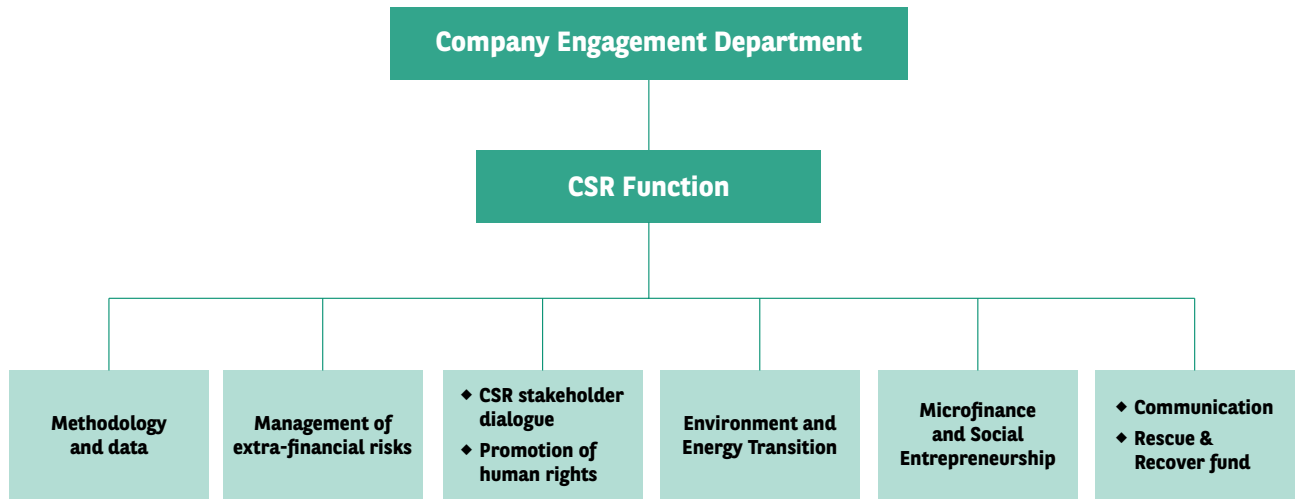 Company Engagement Department
CSR Function
Methodology
and data
Management of
extra-financial risks
◆ CSR stakeholder
dialogue
◆ Promotion of
human rights
Environment and
Energy Transition
Microfinance
and Social
Entrepreneurship
◆ Communication
◆ Rescue &
Recover fund